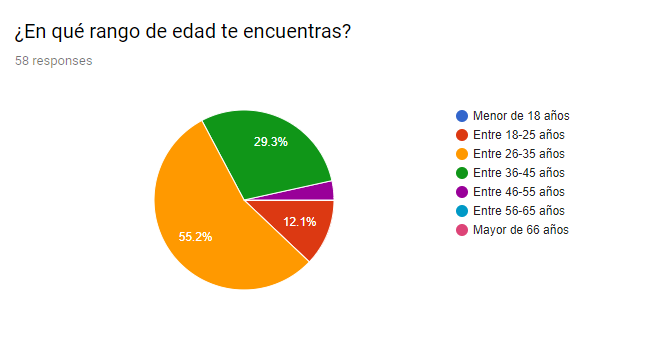 ¿En qué rango de edad te encuentras?
58 responses
29.3%
12.1%
55.2%
Menor de 18 años
Entre 18-25 años
Entre 26-35 años
Entre 36-45 años
Entre 46-55 años
Entre 56-65 años
Mayor de 66 años